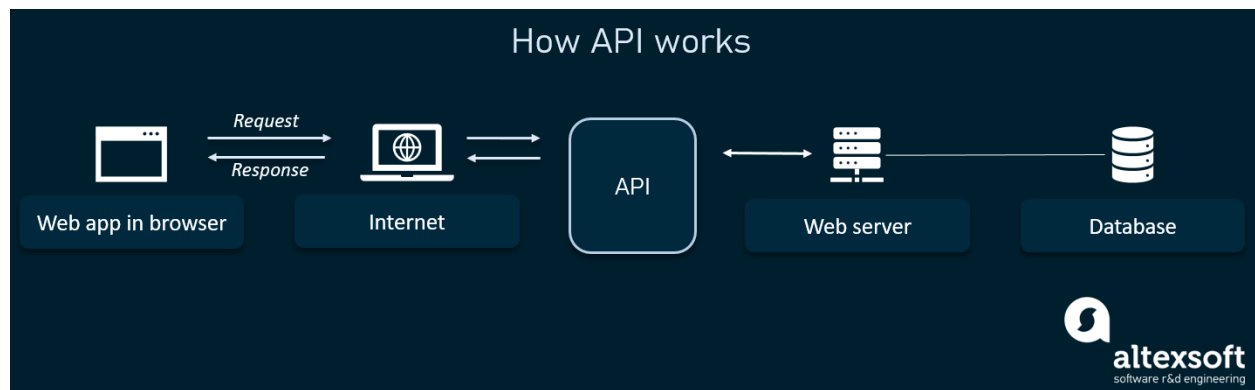 How API works
Request
Response
API
Web app in browser
Internet
Web server
Database
altexsoft
software r&d engineering